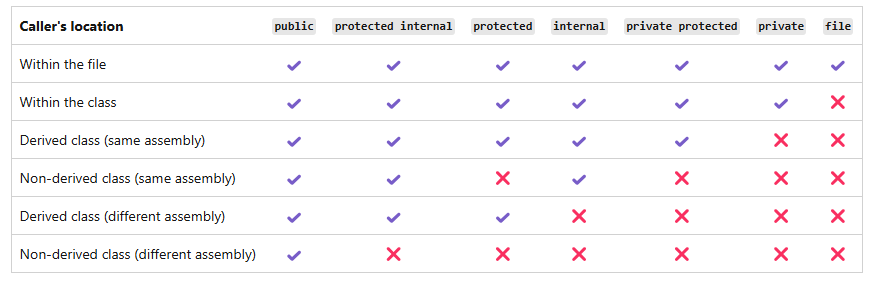 Caller's location public protected internal protected internal private protected private file
Within the file ✓ ✓ ✓ ✓ ✓ ✓ ✓
Within the class ✓ ✓ ✓ ✓ ✓ ✓ ✗
Derived class (same assembly) ✓ ✓ ✓ ✓ ✓ ✗ ✗
Non-derived class (same assembly) ✓ ✓ ✗ ✓ ✗ ✗ ✗
Derived class (different assembly) ✓ ✓ ✓ ✗ ✗ ✗ ✗
Non-derived class (different assembly) ✓ ✗ ✗ ✗ ✗ ✗ ✗